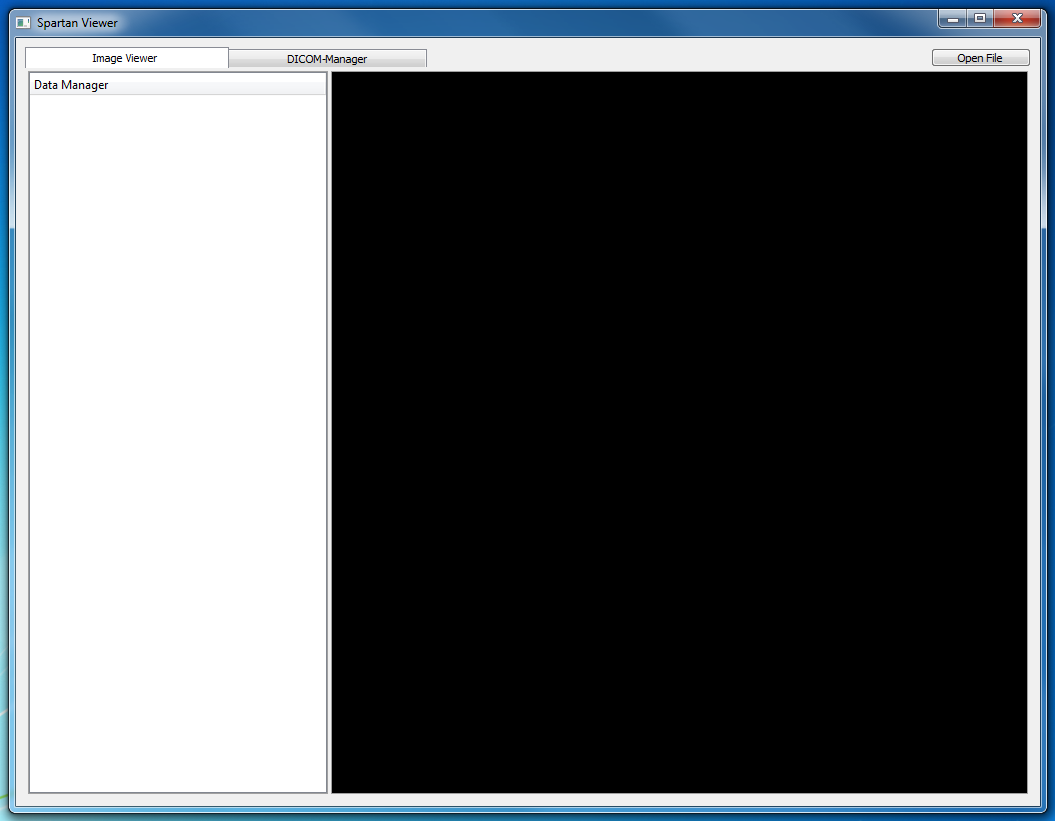 Spartan Viewer
Image Viewer
DICOM-Manager
Open File
Data Manager